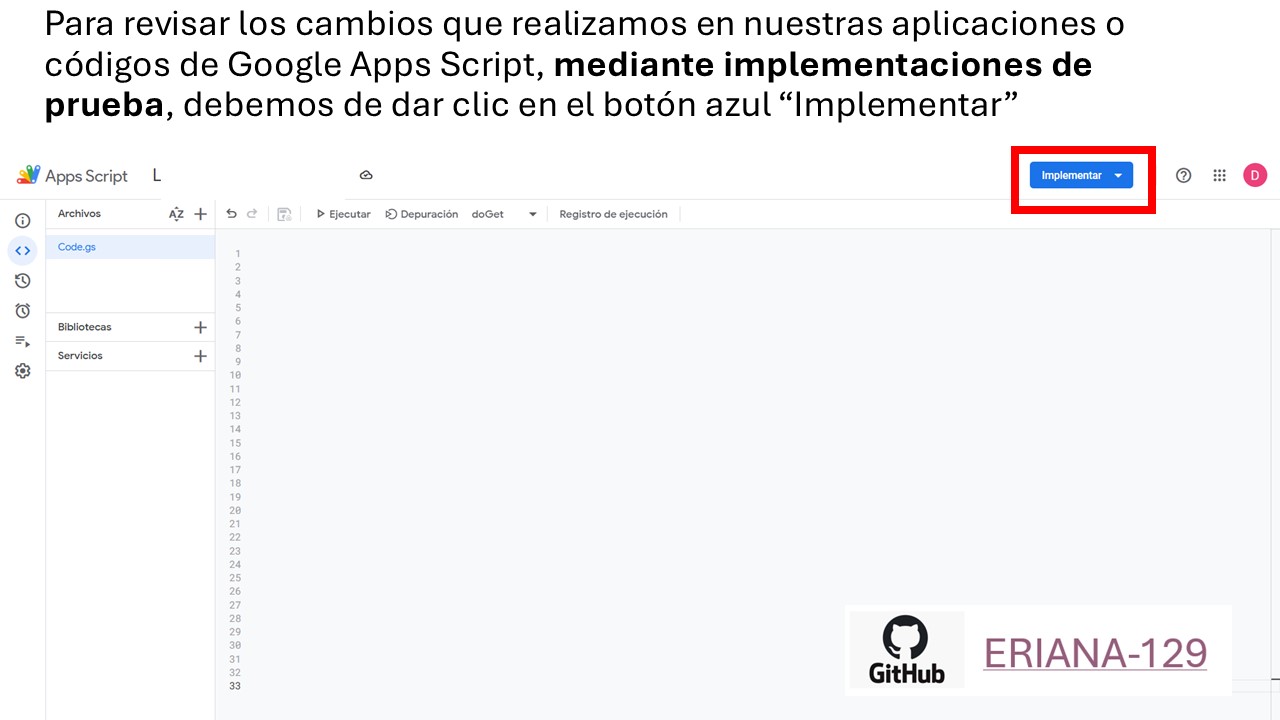 Para revisar los cambios que realizamos en nuestras aplicaciones o
códigos de Google Apps Script, mediante implementaciones de
prueba, debemos de dar clic en el botón azul “Implementar”
Apps Script
L
Implementar
D
Archivos
AZ
Ejecutar
Depuración
doGet
Registro de ejecución
Code.gs
Bibliotecas
Servicios
1
2
3
4
5
6
7
8
9
10
11
12
13
14
15
16
17
18
19
20
21
22
23
24
25
26
27
28
29
30
31
32
33
GitHub
ERIANA-129